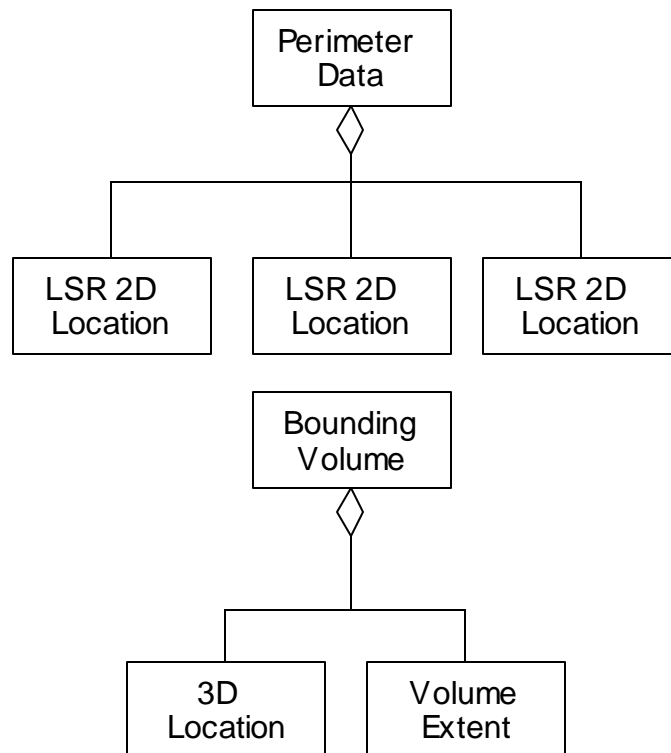 Perimeter
Data
LSR 2D
Location
LSR 2D
Location
LSR 2D
Location
Bounding
Volume
3D
Location
Volume
Extent